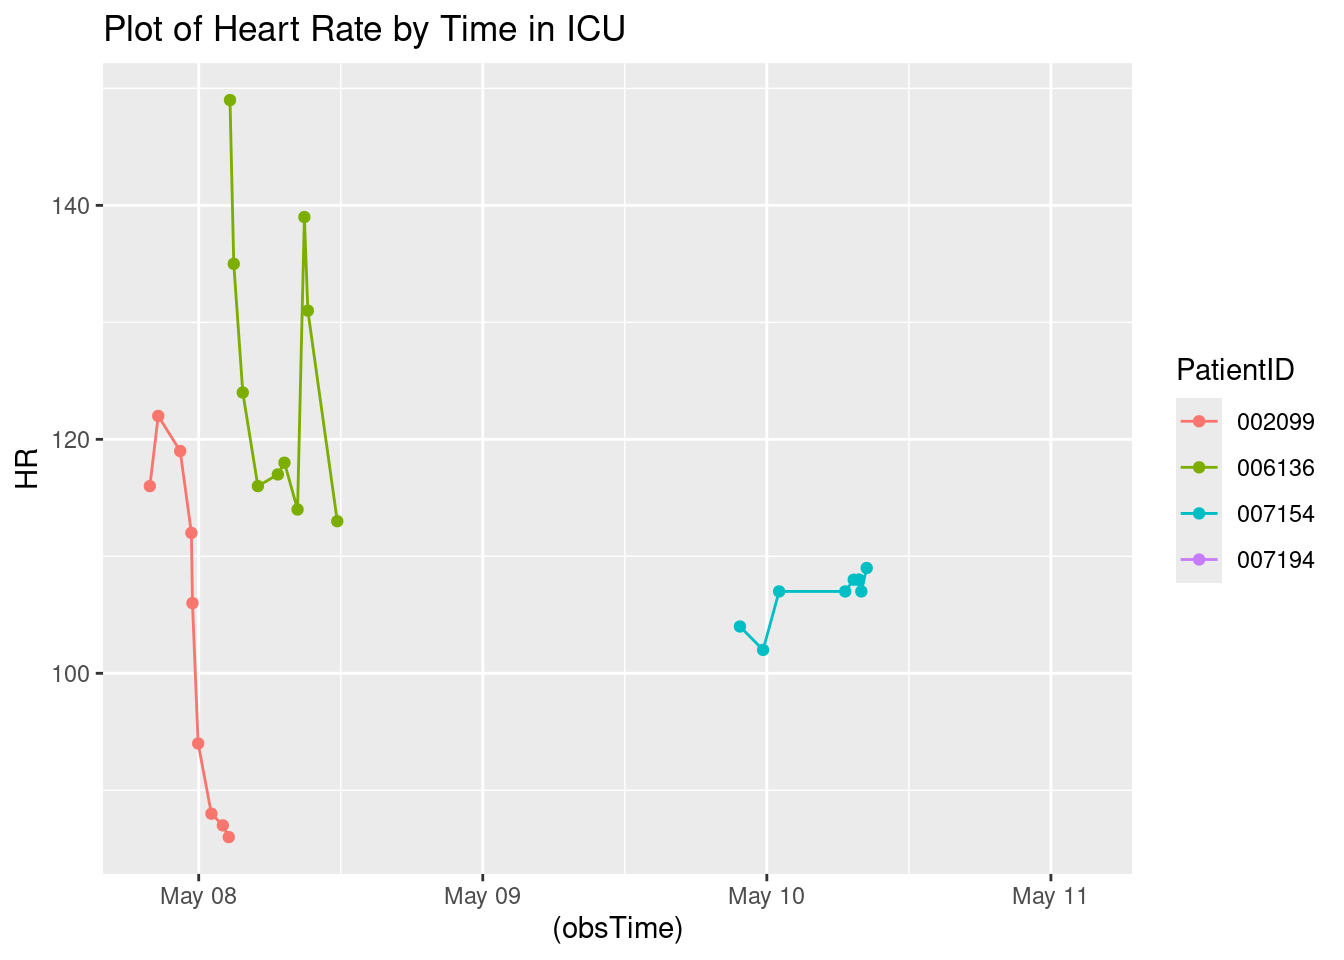 Plot of Heart Rate by Time in ICU
140
120
100
HR
May 08
May 09
May 10
May 11
(obsTime)
PatientID
002099
006136
007154
007194